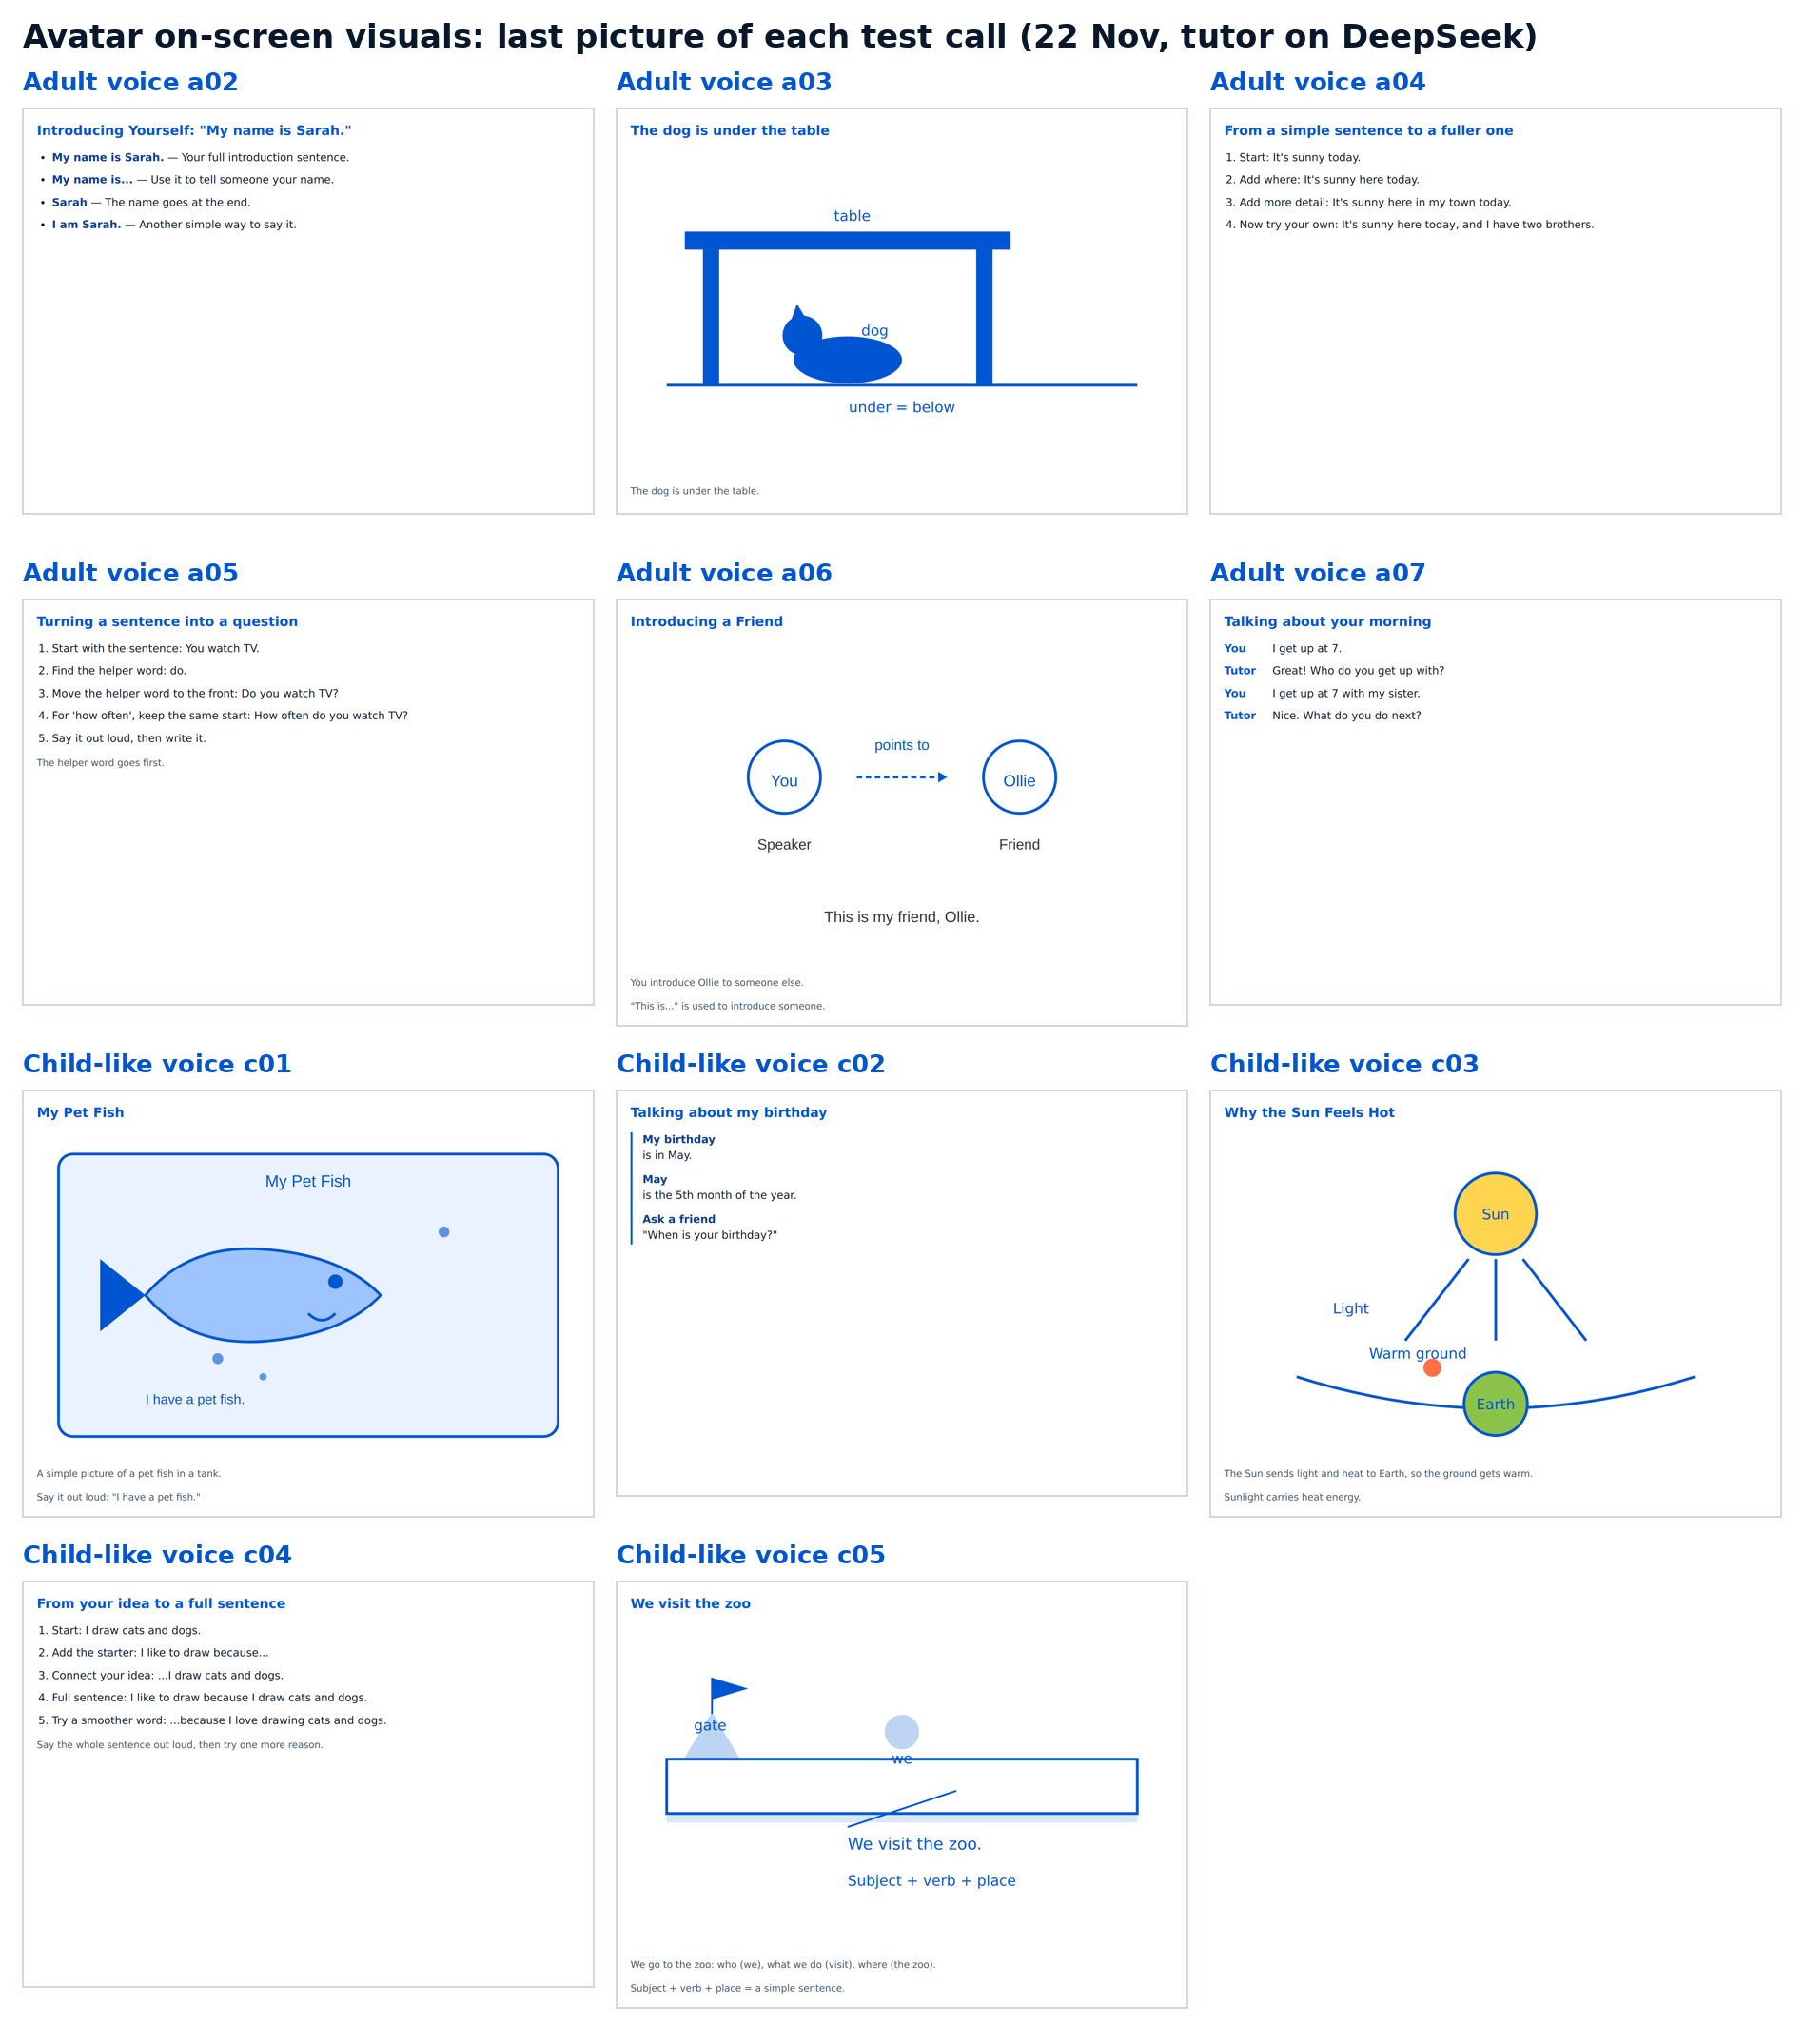 Avatar on-screen visuals: last picture of each test call (22 Nov, tutor on DeepSeek)
Adult voice a02
Introducing Yourself: "My name is Sarah."
• My name is Sarah. — Your full introduction sentence.
• My name is... — Use it to tell someone your name.
• Sarah — The name goes at the end.
• I am Sarah. — Another simple way to say it.
Adult voice a03
The dog is under the table
table
dog
under = below
The dog is under the table.
Adult voice a04
From a simple sentence to a fuller one
1. Start: It's sunny today.
2. Add where: It's sunny here today.
3. Add more detail: It's sunny here in my town today.
4. Now try your own: It's sunny here today, and I have two brothers.
Adult voice a05
Turning a sentence into a question
1. Start with the sentence: You watch TV.
2. Find the helper word: do.
3. Move the helper word to the front: Do you watch TV?
4. For 'how often', keep the same start: How often do you watch TV?
5. Say it out loud, then write it.
The helper word goes first.
Adult voice a06
Introducing a Friend
points to
You
Ollie
Speaker
Friend
This is my friend, Ollie.
You introduce Ollie to someone else.
"This is..." is used to introduce someone.
Adult voice a07
Talking about your morning
You I get up at 7.
Tutor Great! Who do you get up with?
You I get up at 7 with my sister.
Tutor Nice. What do you do next?
Child-like voice c01
My Pet Fish
My Pet Fish
I have a pet fish.
A simple picture of a pet fish in a tank.
Say it out loud: "I have a pet fish."
Child-like voice c02
Talking about my birthday
My birthday
is in May.
May
is the 5th month of the year.
Ask a friend
"When is your birthday?"
Child-like voice c03
Why the Sun Feels Hot
Sun
Light
Warm ground
Earth
The Sun sends light and heat to Earth, so the ground gets warm.
Sunlight carries heat energy.
Child-like voice c04
From your idea to a full sentence
1. Start: I draw cats and dogs.
2. Add the starter: I like to draw because...
3. Connect your idea: ...I draw cats and dogs.
4. Full sentence: I like to draw because I draw cats and dogs.
5. Try a smoother word: ...because I love drawing cats and dogs.
Say the whole sentence out loud, then try one more reason.
Child-like voice c05
We visit the zoo
gate
we
We visit the zoo.
Subject + verb + place
We go to the zoo: who (we), what we do (visit), where (the zoo).
Subject + verb + place = a simple sentence.